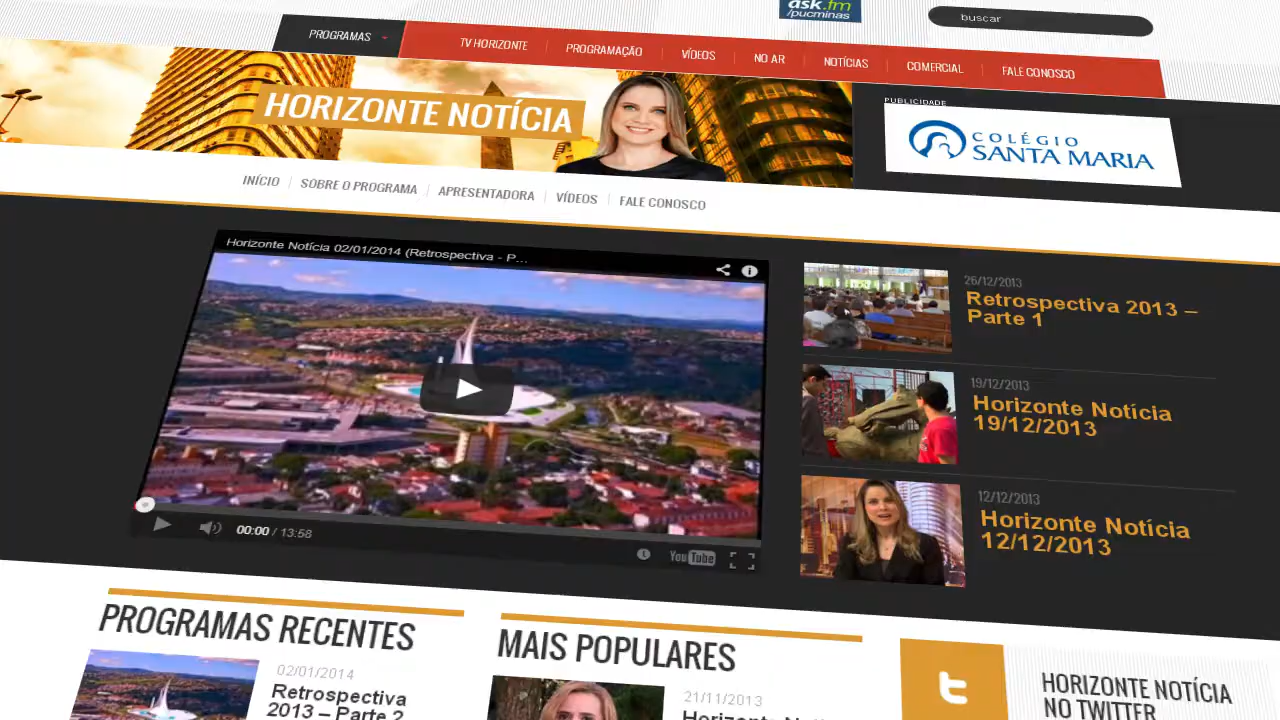 ask.fm
/pucminas
buscar
PROGRAMAS
TV HORIZONTE
PROGRAMAÇÃO
VÍDEOS
NO AR
NOTÍCIAS
COMERCIAL
FALE CONOSCO
HORIZONTE NOTÍCIA
PUBLICIDADE
COLÉGIO
SANTA MARIA
INÍCIO
SOBRE O PROGRAMA
APRESENTADORA
VÍDEOS
FALE CONOSCO
Horizonte Notícia 02/01/2014 (Retrospectiva - P...
00:00 / 13:58
YouTube
26/12/2013
Retrospectiva 2013 –
Parte 1
19/12/2013
Horizonte Notícia
19/12/2013
12/12/2013
Horizonte Notícia
12/12/2013
PROGRAMAS RECENTES
02/01/2014
Retrospectiva
2013 – Parte 2
MAIS POPULARES
21/11/2013
HORIZONTE NOTÍCIA
NO TWITTER